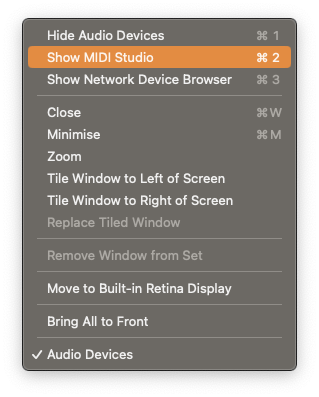 Hide Audio Devices ⌘ 1
Show MIDI Studio ⌘ 2
Show Network Device Browser ⌘ 3
Close ⌘W
Minimise ⌘M
Zoom
Tile Window to Left of Screen
Tile Window to Right of Screen
Replace Tiled Window
Remove Window from Set
Move to Built-in Retina Display
Bring All to Front
✓ Audio Devices